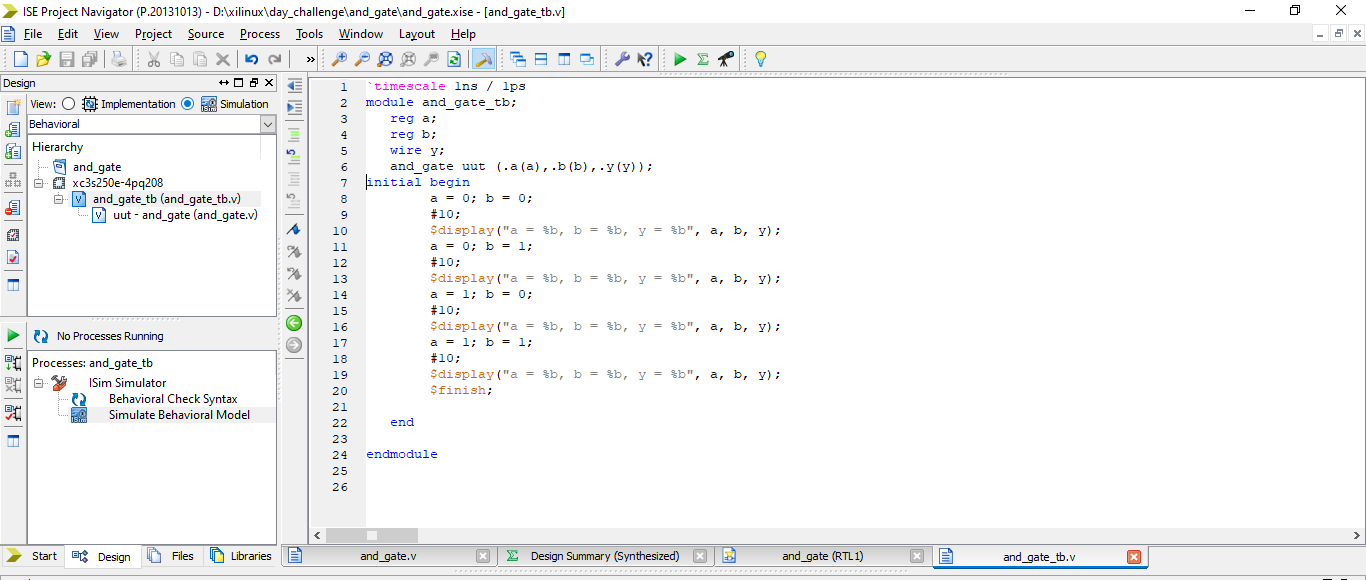 ISE Project Navigator (P.20131013) - D:\xilinux\day_challenge\and_gate\and_gate.xise - [and_gate_tb.v]
File Edit View Project Source Process Tools Window Layout Help
Design
View: Implementation Simulation
Behavioral
Hierarchy
and_gate
xc3s250e-4pq208
and_gate_tb (and_gate_tb.v)
uut - and_gate (and_gate.v)
No Processes Running
Processes: and_gate_tb
ISim Simulator
Behavioral Check Syntax
Simulate Behavioral Model
Start Design Files Libraries
1 `timescale 1ns / 1ps
2 module and_gate_tb;
3 reg a;
4 reg b;
5 wire y;
6 and_gate uut (.a(a),.b(b),.y(y));
7 initial begin
8 a = 0; b = 0;
9 #10;
10 $display("a = %b, b = %b, y = %b", a, b, y);
11 a = 0; b = 1;
12 #10;
13 $display("a = %b, b = %b, y = %b", a, b, y);
14 a = 1; b = 0;
15 #10;
16 $display("a = %b, b = %b, y = %b", a, b, y);
17 a = 1; b = 1;
18 #10;
19 $display("a = %b, b = %b, y = %b", a, b, y);
20 $finish;
21
22 end
23
24 endmodule
25
26
and_gate.v Design Summary (Synthesized) and_gate (RTL1) and_gate_tb.v